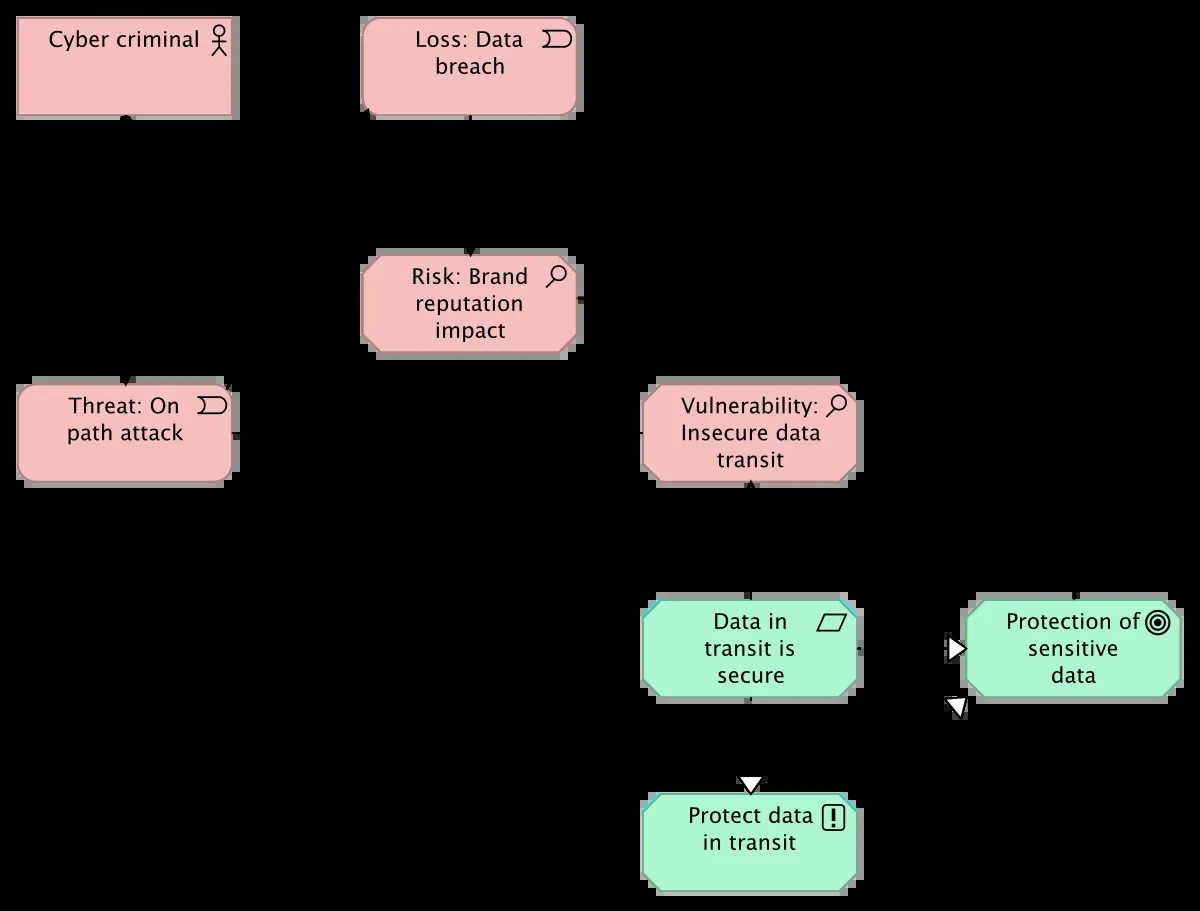 Cyber criminal
Loss: Data
breach
Risk: Brand
reputation
impact
Threat: On
path attack
Vulnerability:
Insecure data
transit
Data in
transit is
secure
Protection of
sensitive
data
Protect data
in transit